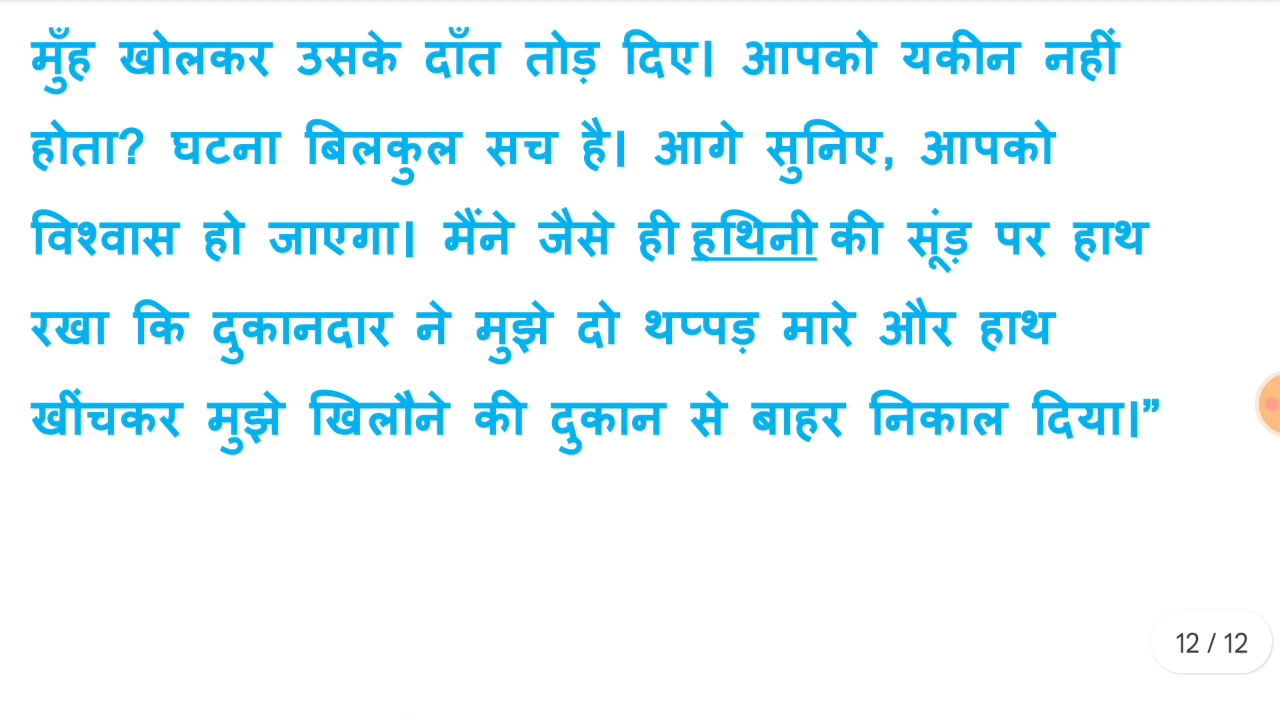 मुँह खोलकर उसके दाँत तोड़ दिए। आपको यकीन नहीं
होता? घटना बिलकुल सच है। आगे सुनिए, आपको
विश्वास हो जाएगा। मैंने जैसे ही हथिनी की सूंड़ पर हाथ
रखा कि दुकानदार ने मुझे दो थप्पड़ मारे और हाथ
खींचकर मुझे खिलौने की दुकान से बाहर निकाल दिया।”
12 / 12